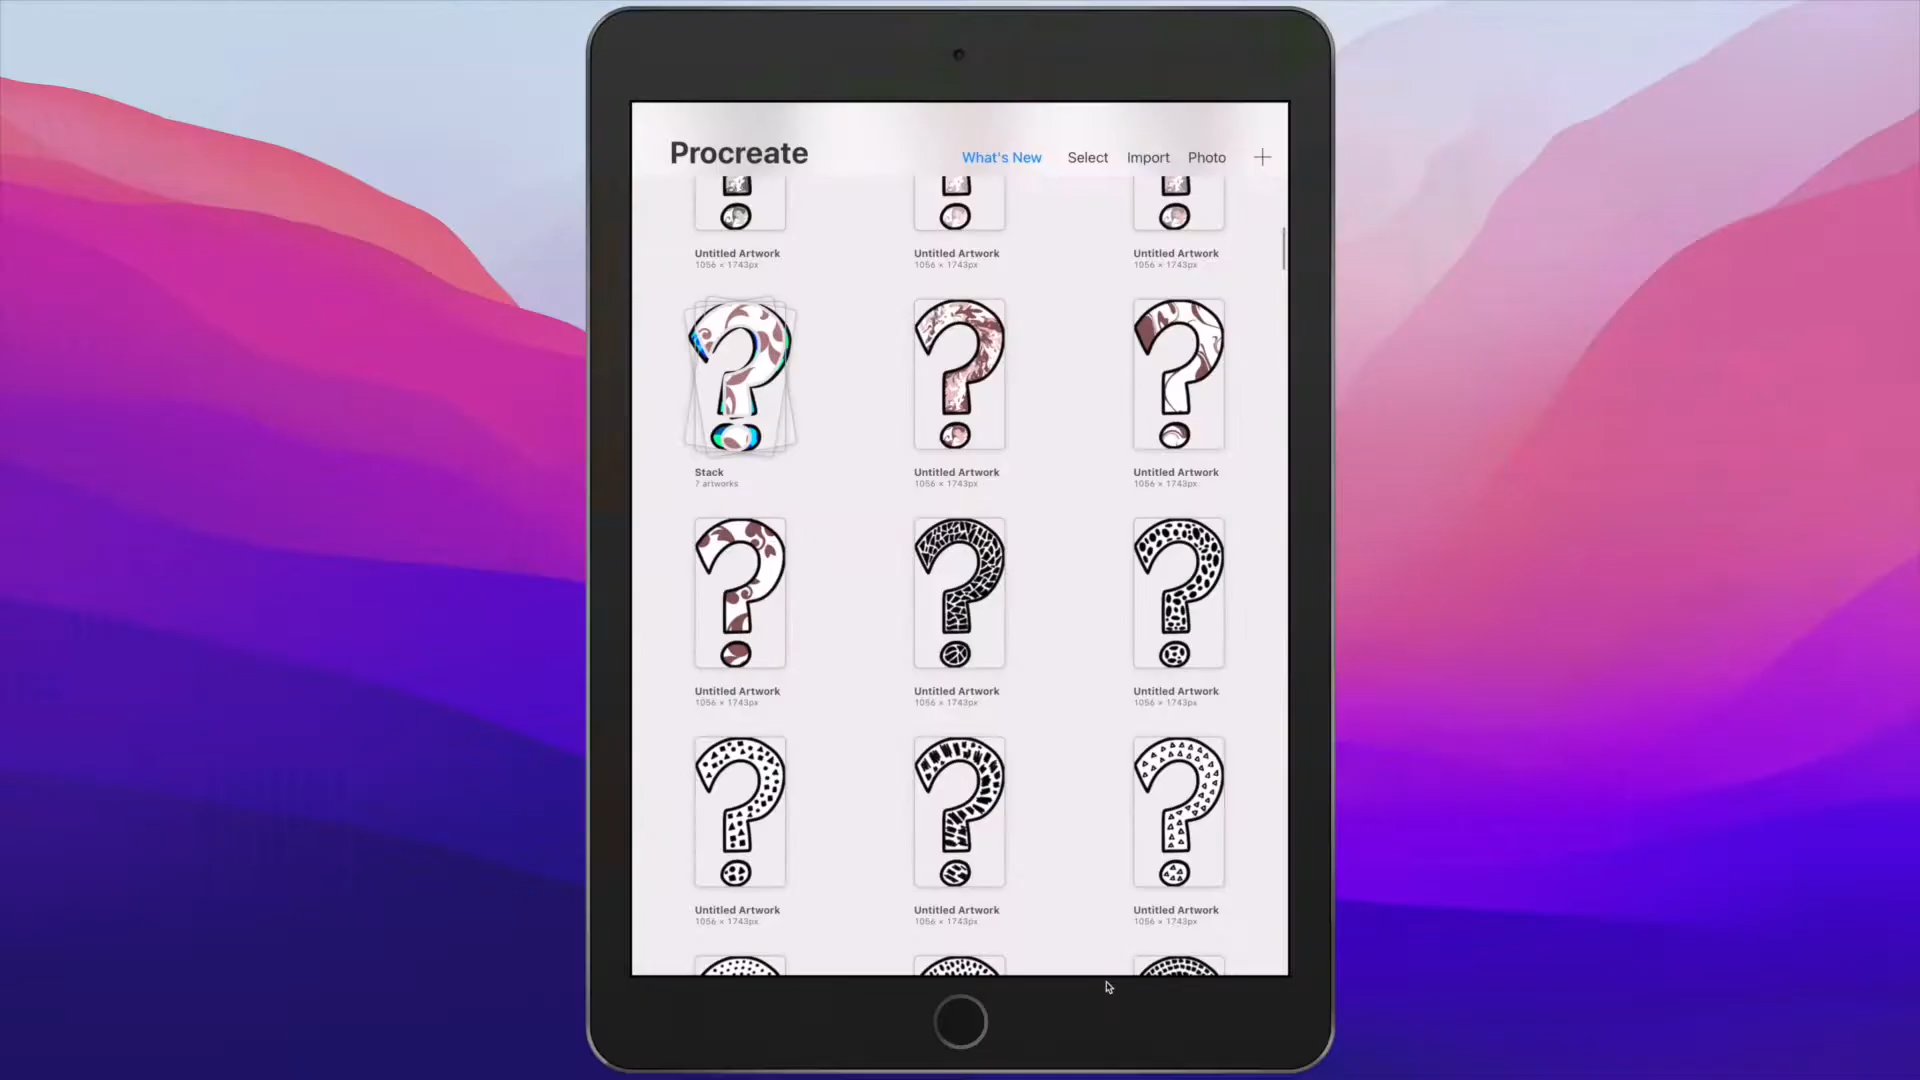 Procreate
What's New Select Import Photo
Untitled Artwork Untitled Artwork Untitled Artwork
1056 × 1743px 1056 × 1743px 1056 × 1743px
? ? ?
Stack Untitled Artwork Untitled Artwork
7 artworks 1056 × 1743px 1056 × 1743px
? ? ?
Untitled Artwork Untitled Artwork Untitled Artwork
1056 × 1743px 1056 × 1743px 1056 × 1743px
? ? ?
Untitled Artwork Untitled Artwork Untitled Artwork
1056 × 1743px 1056 × 1743px 1056 × 1743px